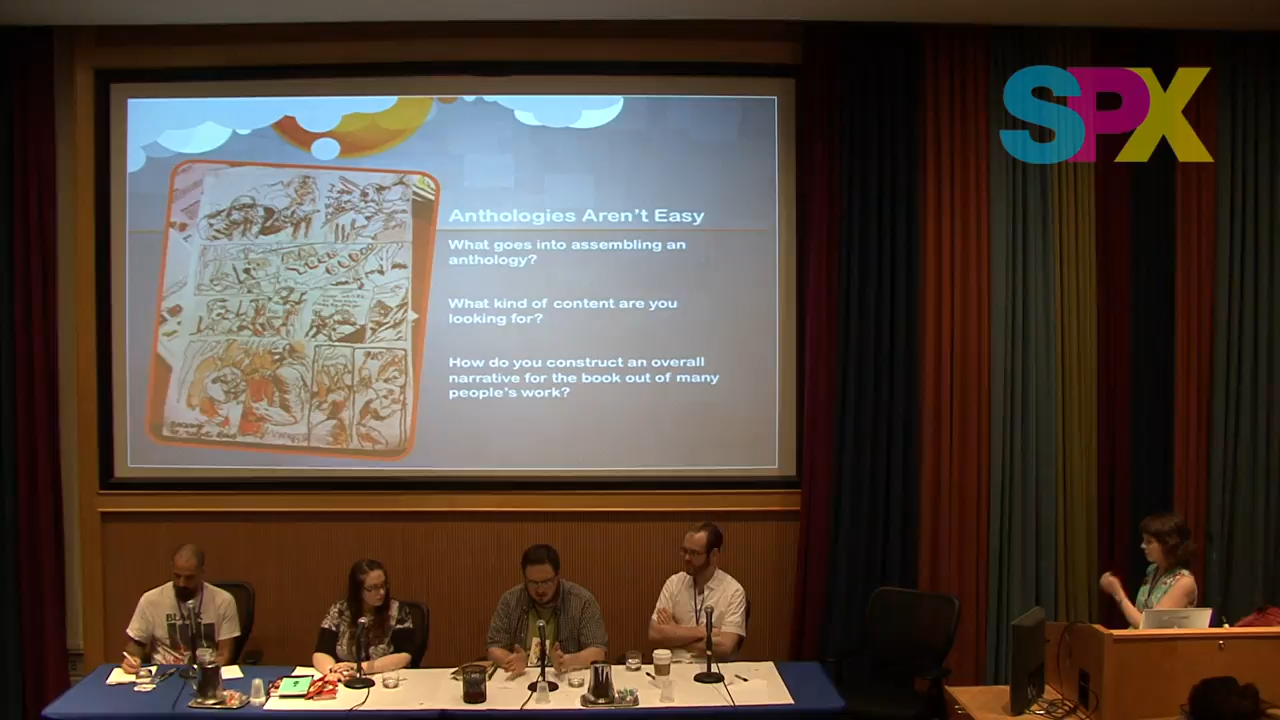 SPX
Anthologies Aren't Easy
What goes into assembling an
anthology?
What kind of content are you
looking for?
How do you construct an overall
narrative for the book out of many
people's work?
BLACK